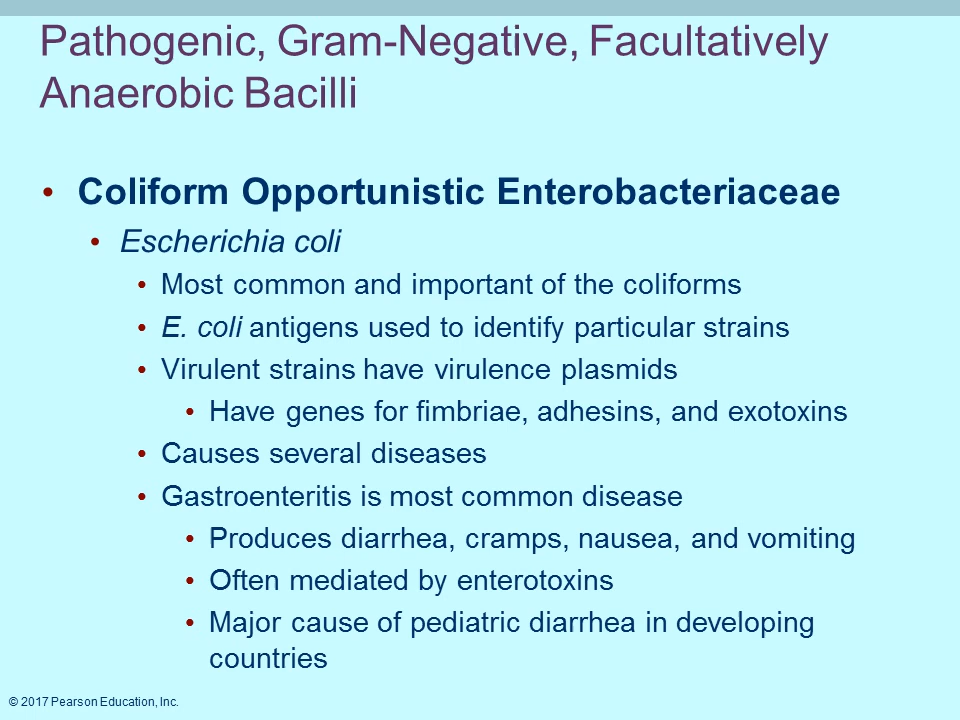 Pathogenic, Gram-Negative, Facultatively
Anaerobic Bacilli
• Coliform Opportunistic Enterobacteriaceae
• Escherichia coli
• Most common and important of the coliforms
• E. coli antigens used to identify particular strains
• Virulent strains have virulence plasmids
• Have genes for fimbriae, adhesins, and exotoxins
• Causes several diseases
• Gastroenteritis is most common disease
• Produces diarrhea, cramps, nausea, and vomiting
• Often mediated by enterotoxins
• Major cause of pediatric diarrhea in developing
countries
© 2017 Pearson Education, Inc.